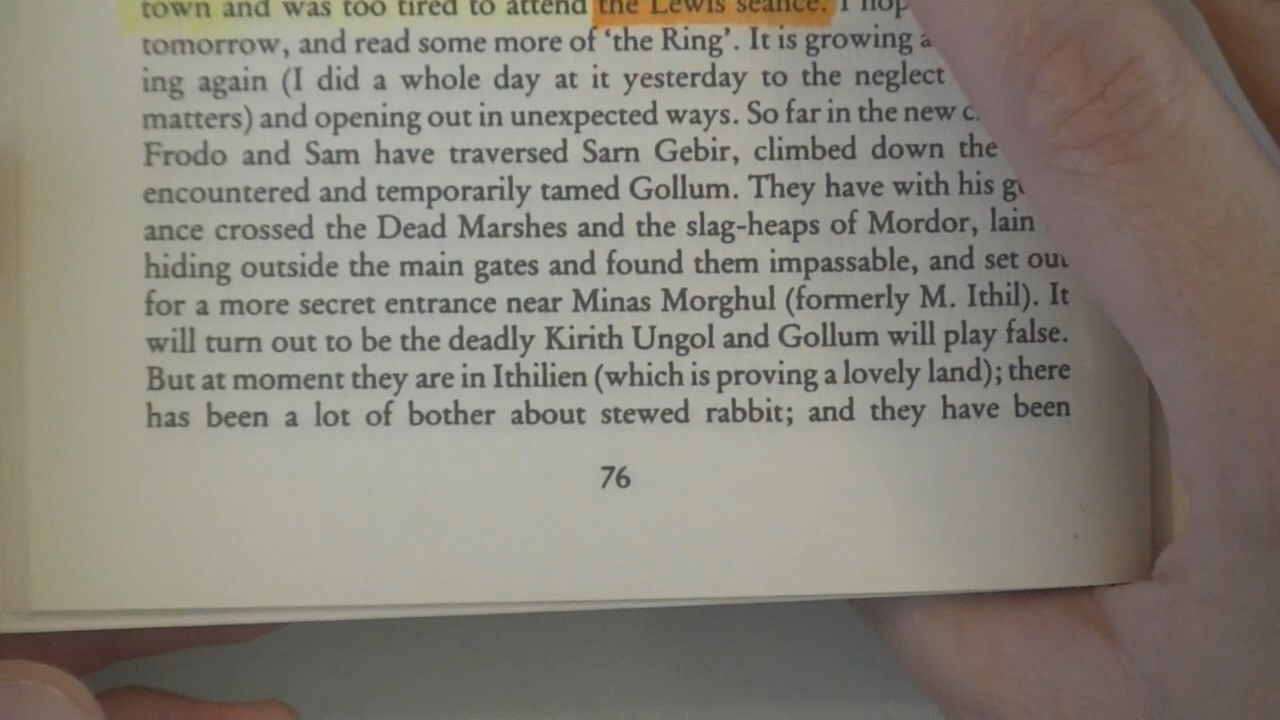 town and was too tired to attend the Lewis seance. I hop
tomorrow, and read some more of 'the Ring'. It is growing a
ing again (I did a whole day at it yesterday to the neglect
matters) and opening out in unexpected ways. So far in the new c
Frodo and Sam have traversed Sarn Gebir, climbed down the
encountered and temporarily tamed Gollum. They have with his gu
ance crossed the Dead Marshes and the slag-heaps of Mordor, lain
hiding outside the main gates and found them impassable, and set out
for a more secret entrance near Minas Morghul (formerly M. Ithil). It
will turn out to be the deadly Kirith Ungol and Gollum will play false.
But at moment they are in Ithilien (which is proving a lovely land); there
has been a lot of bother about stewed rabbit; and they have been
76